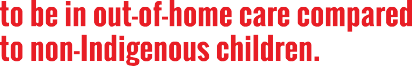 to be in out-of-home care compared
to non-Indigenous children.